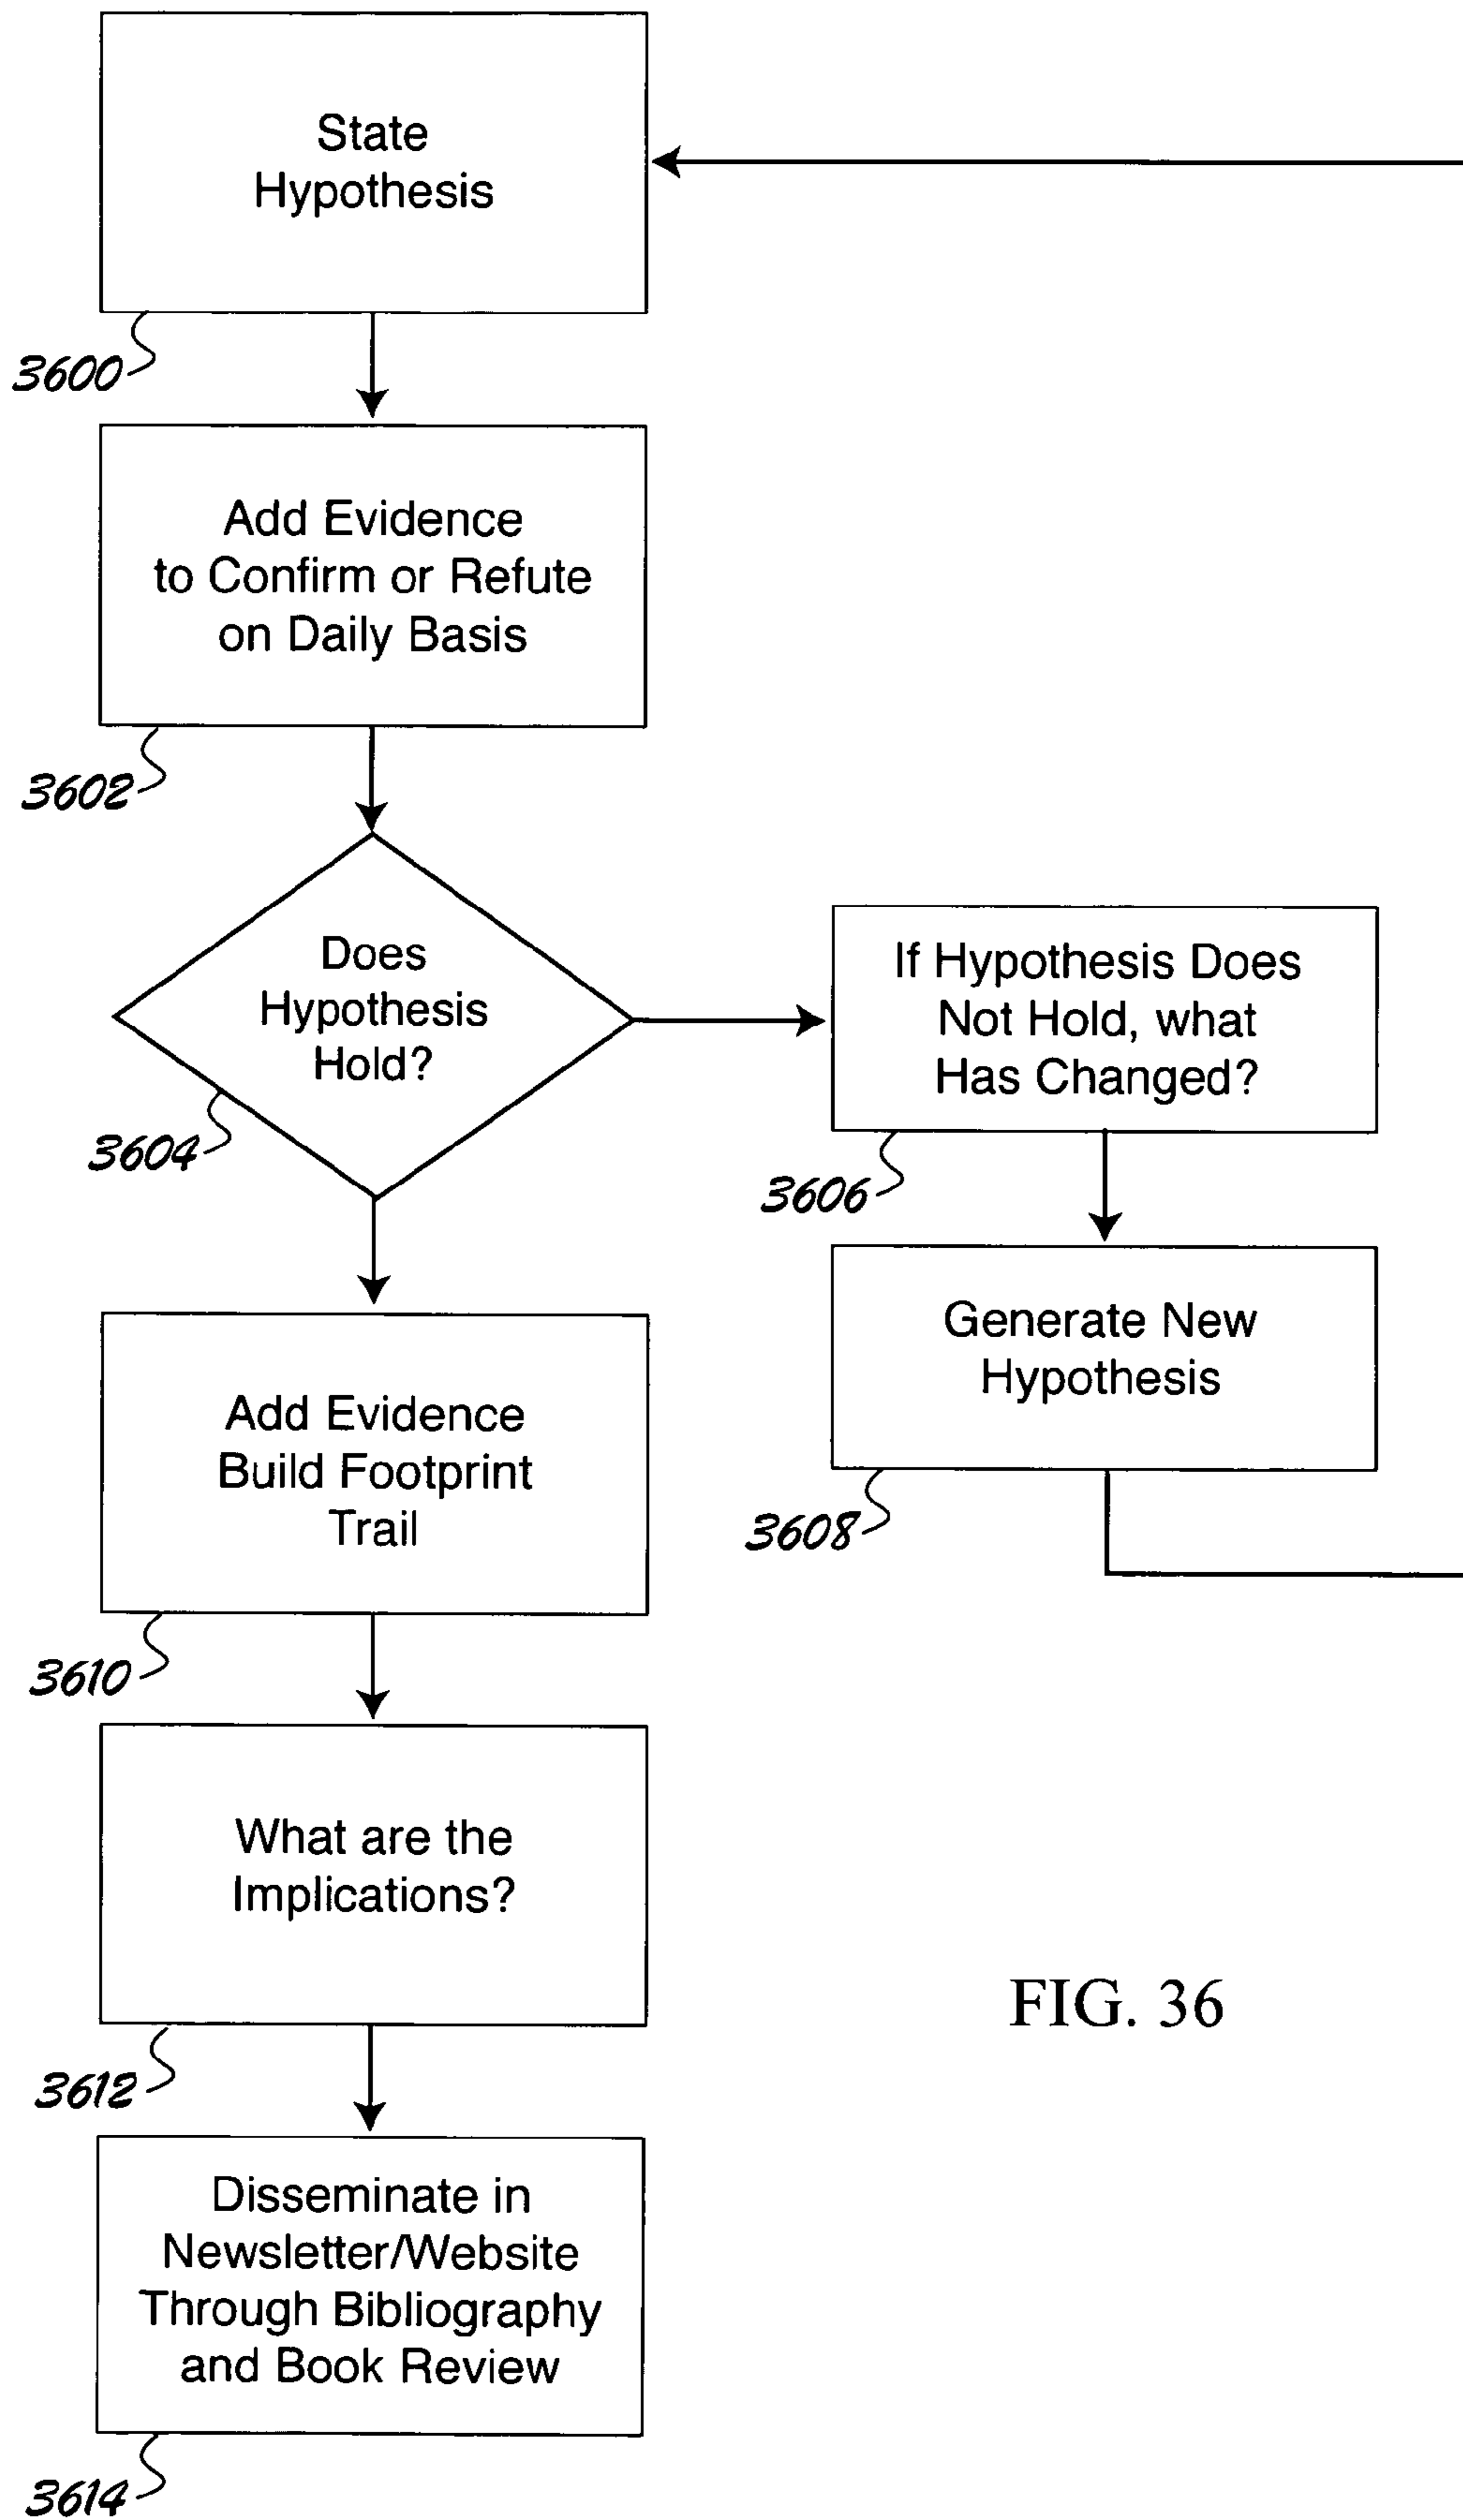 State
Hypothesis
3600
Add Evidence
to Confirm or Refute
on Daily Basis
3602
Does
Hypothesis
Hold?
3604
If Hypothesis Does
Not Hold, what
Has Changed?
3606
Generate New
Hypothesis
3608
Add Evidence
Build Footprint
Trail
3610
What are the
Implications?
3612
FIG. 36
Disseminate in
Newsletter/Website
Through Bibliography
and Book Review
3614